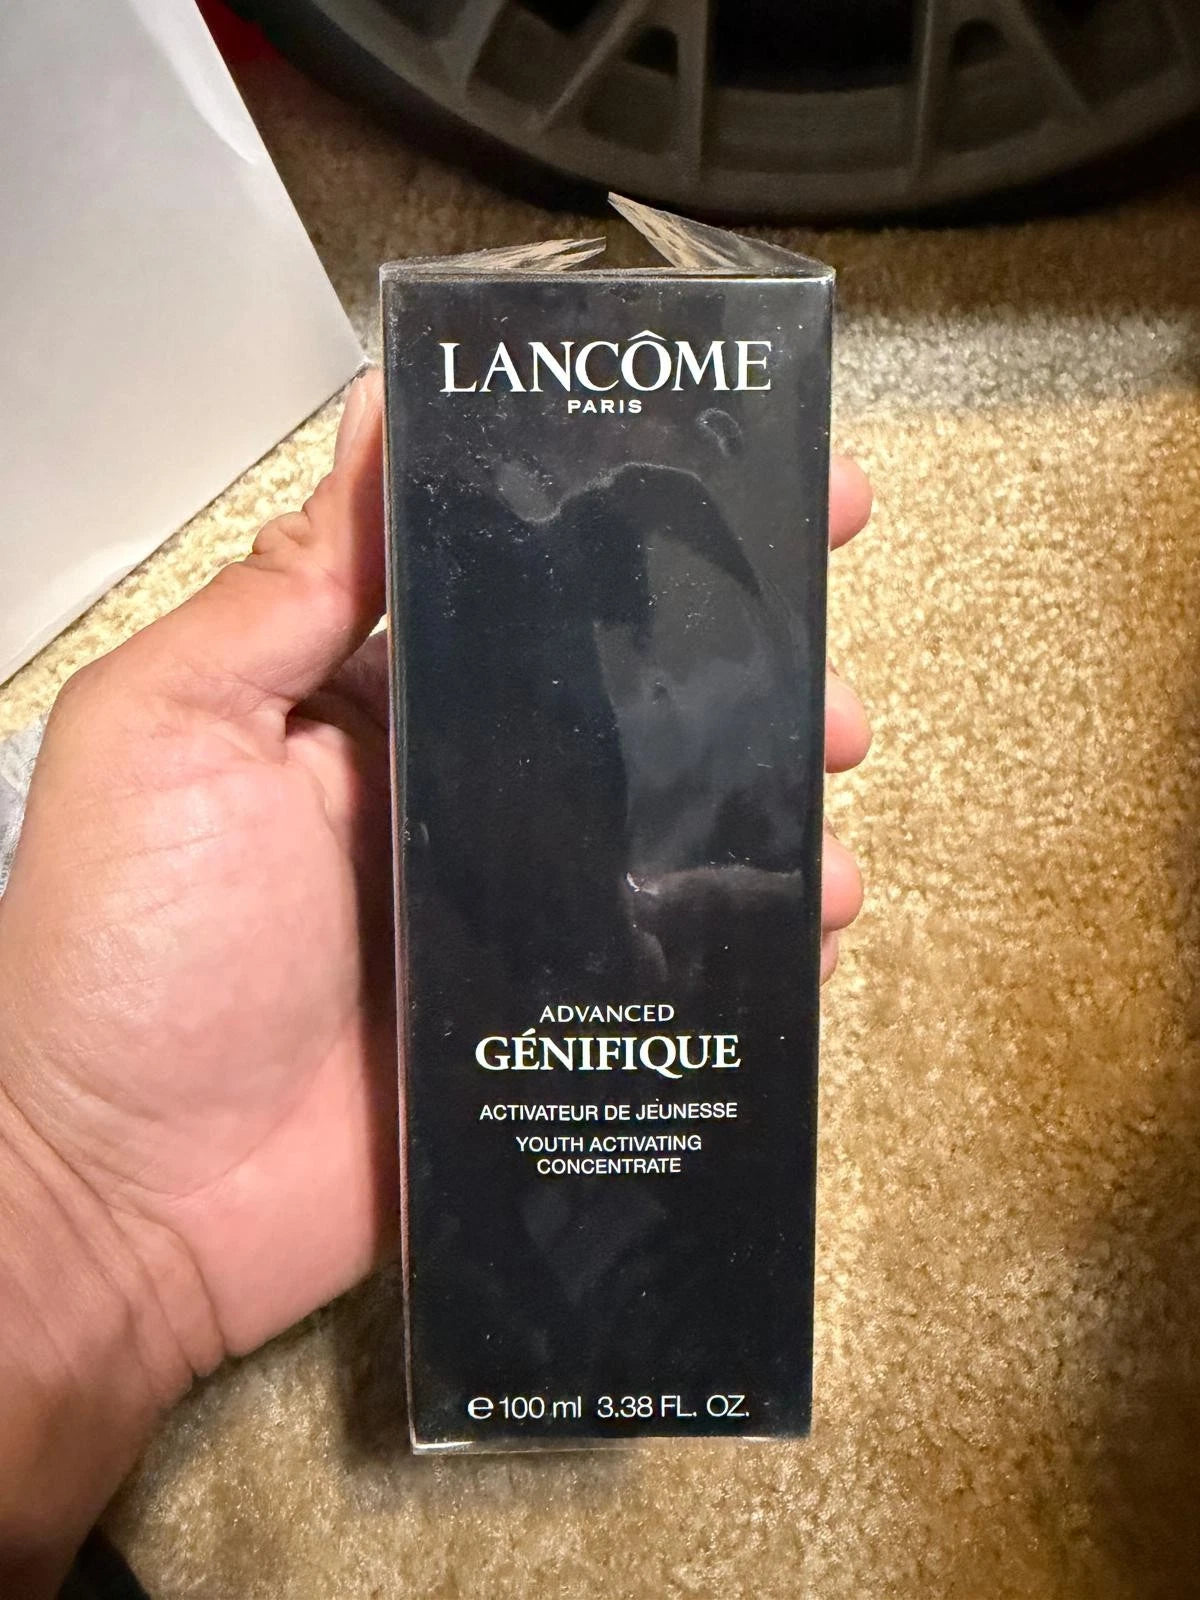 LANCÔME
PARIS
ADVANCED
GÉNIFIQUE
ACTIVATEUR DE JEUNESSE
YOUTH ACTIVATING
CONCENTRATE
℮ 100 ml 3.38 FL. OZ.